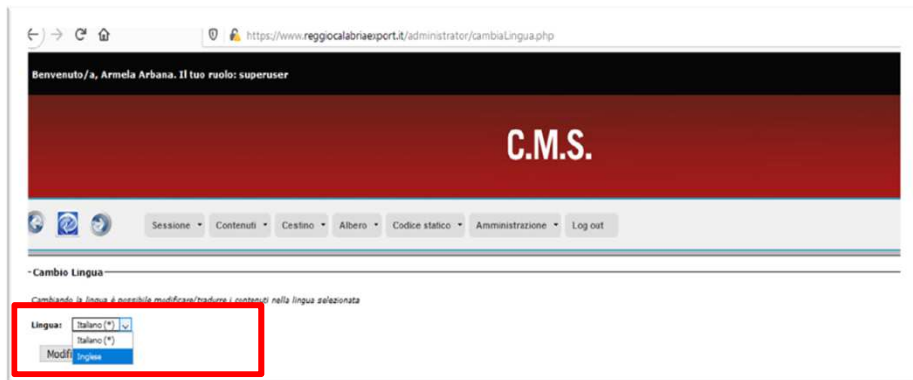 https://www.reggiocalabriaexport.it/administrator/cambiaLingua.php
Benvenuto/a, Armela Arbana. Il tuo ruolo: superuser
C.M.S.
Sessione Contenuti Cestino Albero Codice statico Amministrazione Log out
Cambio Lingua
Cambiando la lingua è possibile modificare/tradurre i contenuti nella lingua selezionata
Lingua: Italiano (*)
Italiano (*)
Modifi Inglese